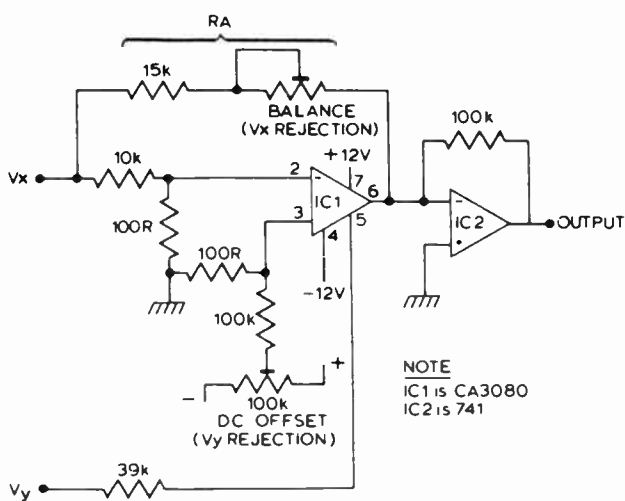 RA
15k
BALANCE
(Vx REJECTION)
100k
+12V
Vx
10k
2
-
7
6
IC1
3
5
4
-12V
100R
100R
-
IC2
+
OUTPUT
100k
+
-
100k
DC OFFSET
(Vy REJECTION)
NOTE
IC1 IS CA3080
IC2 IS 741
39k
Vy